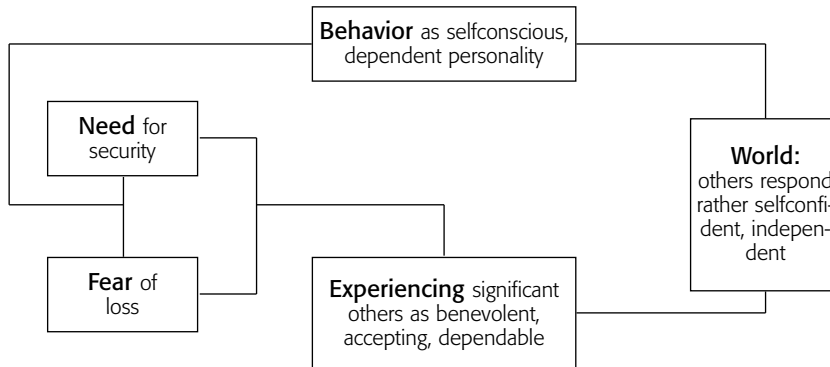 Behavior as selfconscious,
dependent personality
Need for
security
World:
others respond
rather selfconfi-
dent, indepen-
dent
Fear of
loss
Experiencing significant
others as benevolent,
accepting, dependable